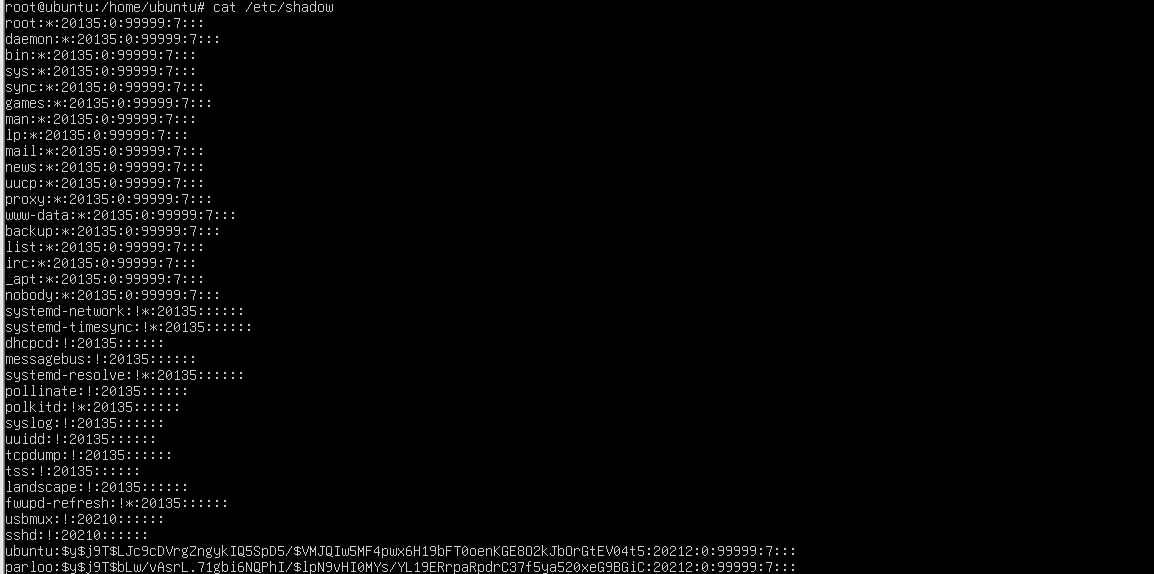 root@ubuntu:/home/ubuntu# cat /etc/shadow
root:*:20135:0:99999:7:::
daemon:*:20135:0:99999:7:::
bin:*:20135:0:99999:7:::
sys:*:20135:0:99999:7:::
sync:*:20135:0:99999:7:::
games:*:20135:0:99999:7:::
man:*:20135:0:99999:7:::
lp:*:20135:0:99999:7:::
mail:*:20135:0:99999:7:::
news:*:20135:0:99999:7:::
uucp:*:20135:0:99999:7:::
proxy:*:20135:0:99999:7:::
www-data:*:20135:0:99999:7:::
backup:*:20135:0:99999:7:::
list:*:20135:0:99999:7:::
irc:*:20135:0:99999:7:::
_apt:*:20135:0:99999:7:::
nobody:*:20135:0:99999:7:::
systemd-network:!*:20135::::::
systemd-timesync:!*:20135::::::
dhcpcd:!:20135::::::
messagebus:!:20135::::::
systemd-resolve:!*:20135::::::
pollinate:!:20135::::::
polkitd:!*:20135::::::
syslog:!:20135::::::
uuidd:!:20135::::::
tcpdump:!:20135::::::
tss:!:20135::::::
landscape:!:20135::::::
fwupd-refresh:!*:20135::::::
usbmux:!:20210::::::
sshd:!:20210::::::
ubuntu:$y$j9T$LJc9cDVrgZngykIQ5SpD5/$VMJQIw5MF4pwx6H19bFT0oenKGE8O2kJbOrGtEV04t5:20212:0:99999:7:::
parloo:$y$j9T$bLw/vAsrL.71gbi6NQPhI/$lpN9vHI0MYs/YL19ERrpaRpdrC37f5ya520xeG9BGiC:20212:0:99999:7:::